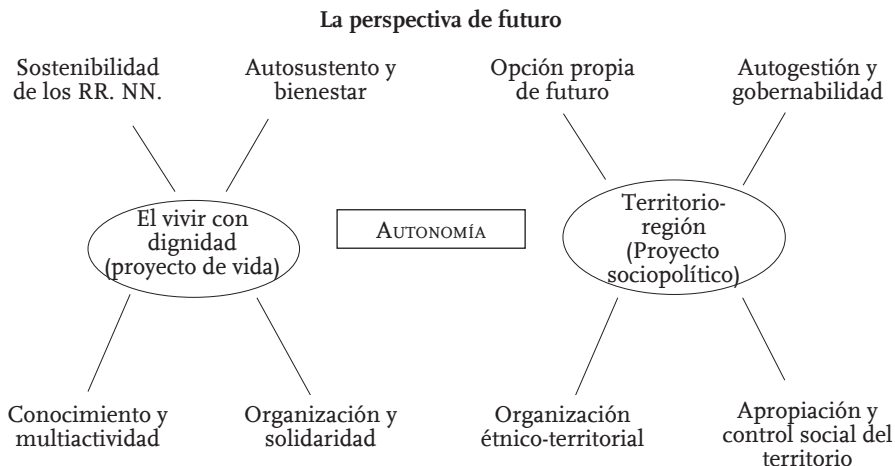 La perspectiva de futuro
Sostenibilidad
de los RR. NN.
Autosustento y
bienestar
Opción propia
de futuro
Autogestión y
gobernabilidad
El vivir con
dignidad
(proyecto de vida)
AUTONOMÍA
Territorio-
región
(Proyecto
sociopolítico)
Conocimiento y
multiactividad
Organización y
solidaridad
Organización
étnico-territorial
Apropiación y
control social del
territorio